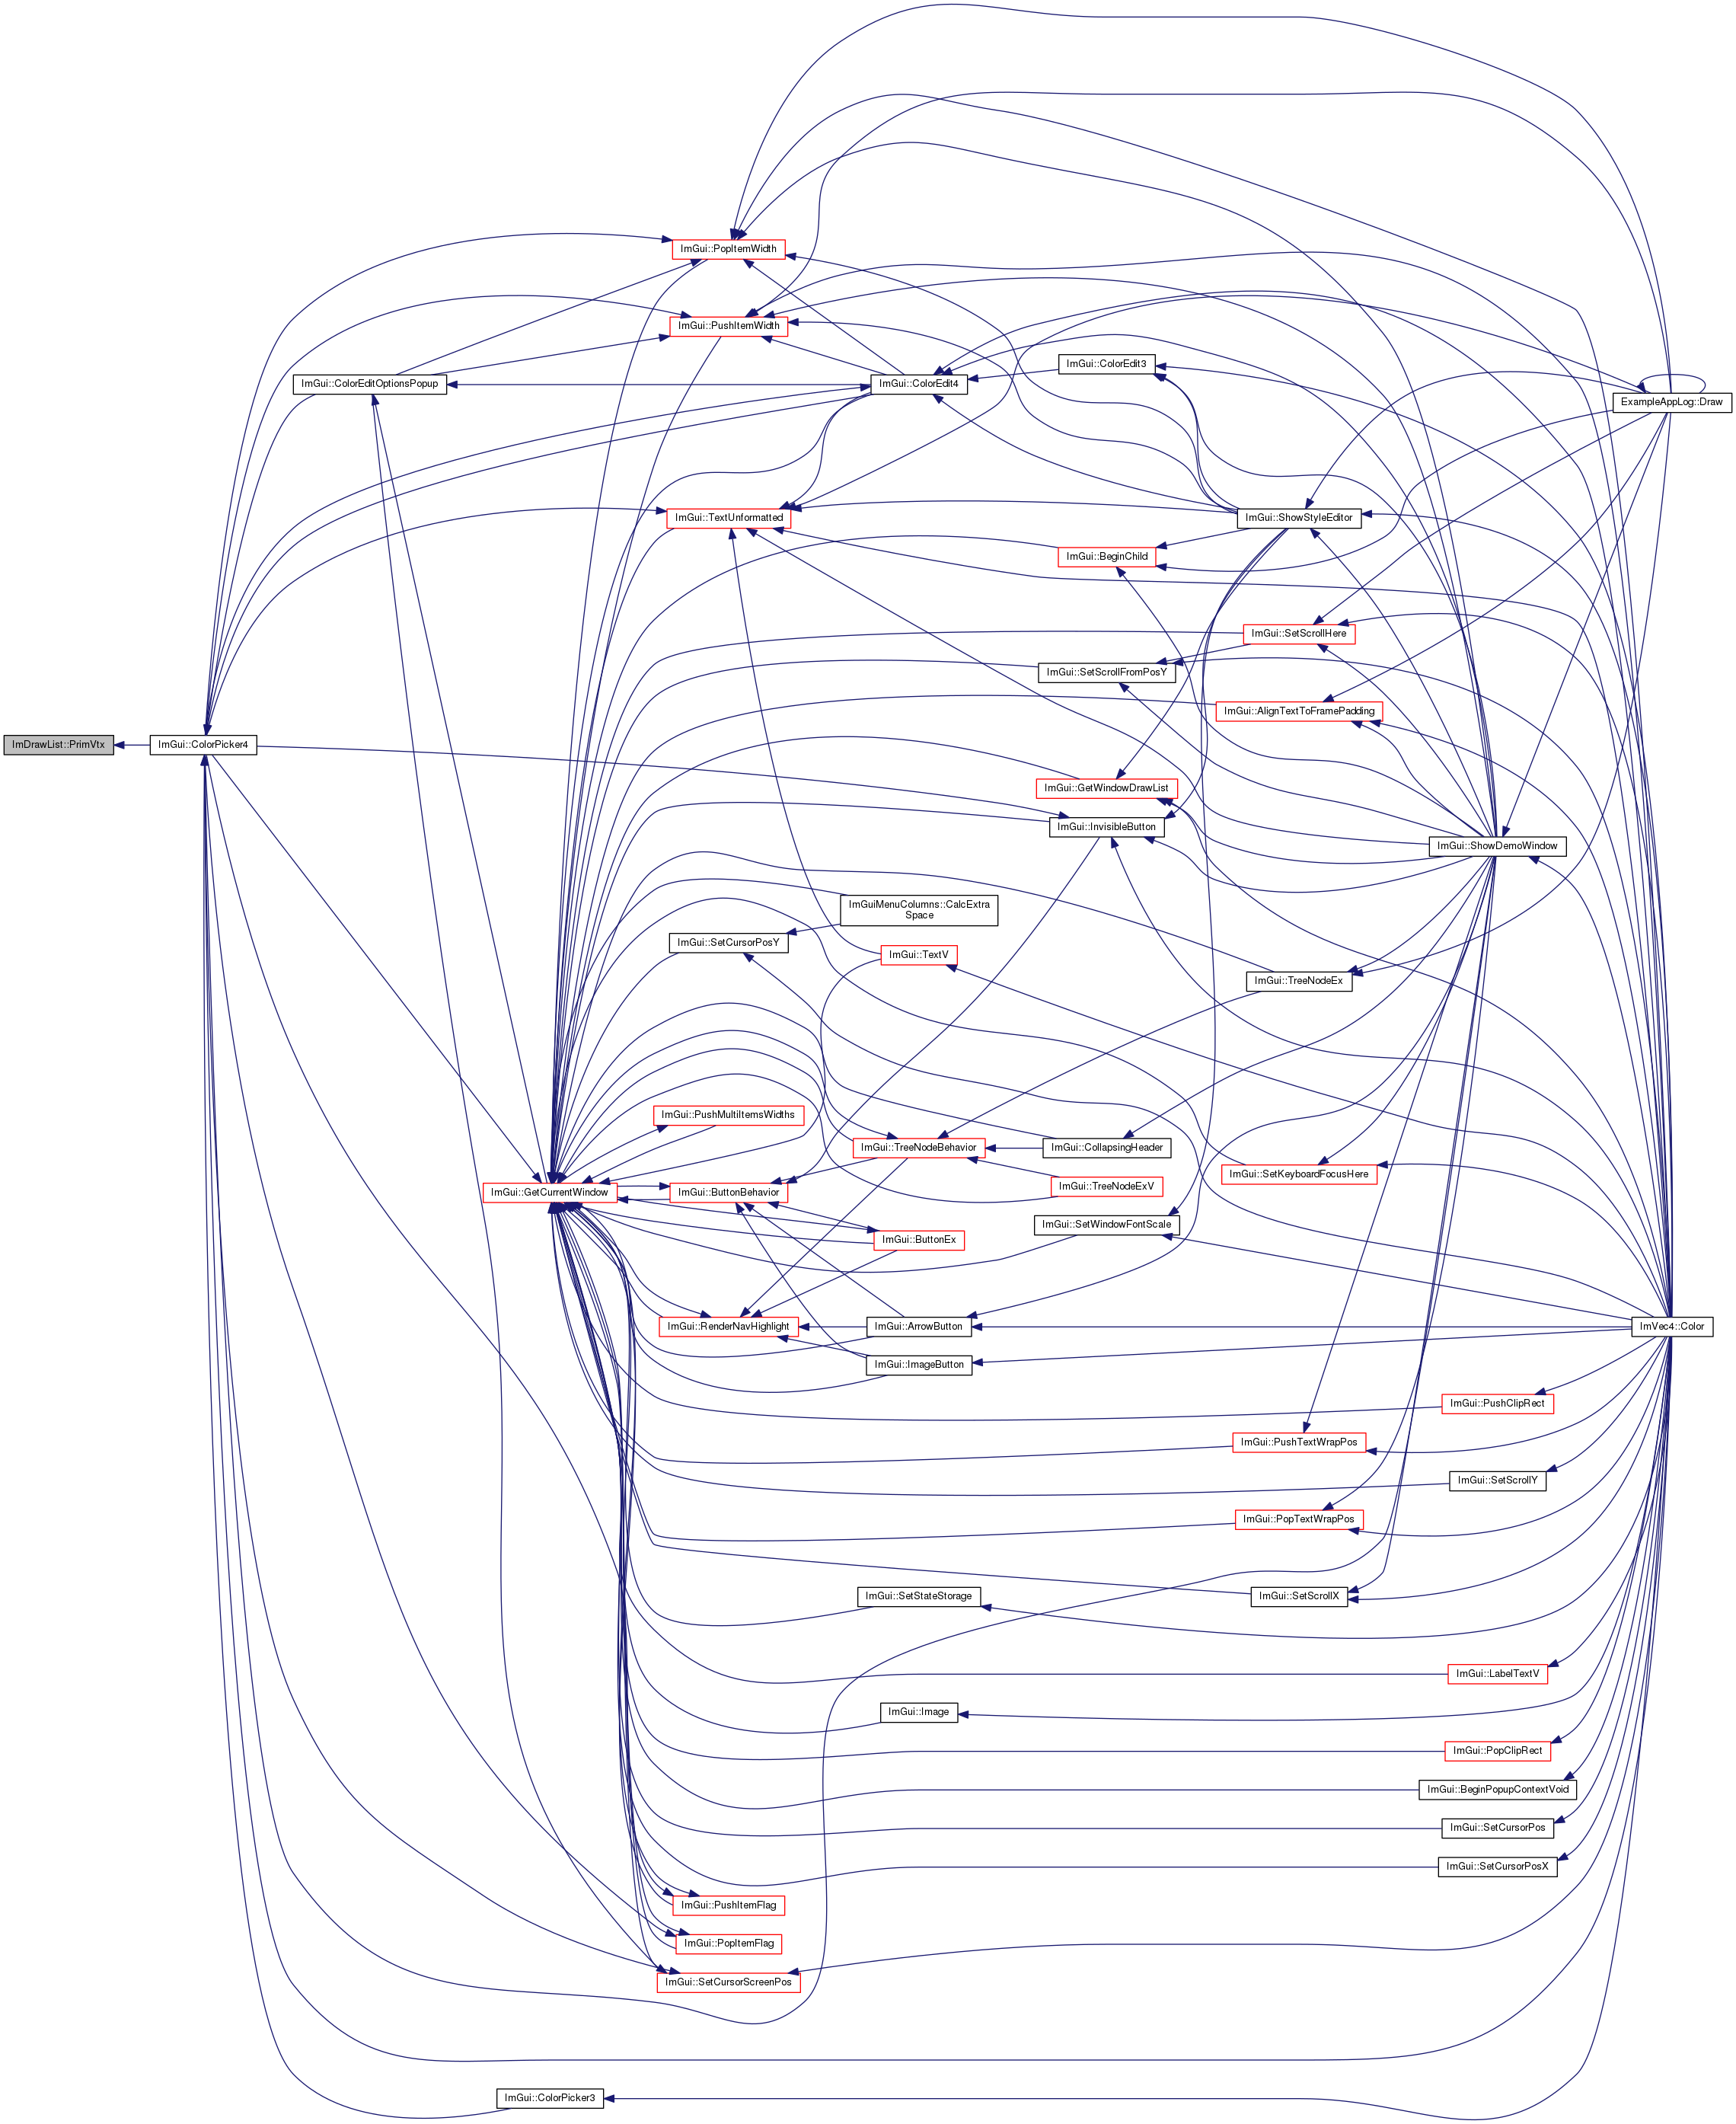 ImGui::PopItemWidth
ImGui::PushItemWidth
ImGui::ColorEdit3
ImGui::ColorEditOptionsPopup
ImGui::ColorEdit4
ExampleAppLog::Draw
ImGui::TextUnformatted
ImGui::ShowStyleEditor
ImGui::BeginChild
ImGui::SetScrollHere
ImGui::SetScrollFromPosY
ImGui::AlignTextToFramePadding
ImDrawList::PrimVtx
ImGui::ColorPicker4
ImGui::GetWindowDrawList
ImGui::InvisibleButton
ImGui::ShowDemoWindow
ImGuiMenuColumns::CalcExtra
Space
ImGui::SetCursorPosY
ImGui::TextV
ImGui::TreeNodeEx
ImGui::PushMultiItemsWidths
ImGui::TreeNodeBehavior
ImGui::CollapsingHeader
ImGui::SetKeyboardFocusHere
ImGui::GetCurrentWindow
ImGui::ButtonBehavior
ImGui::TreeNodeExV
ImGui::SetWindowFontScale
ImGui::ButtonEx
ImGui::RenderNavHighlight
ImGui::ArrowButton
ImVec4::Color
ImGui::ImageButton
ImGui::PushClipRect
ImGui::PushTextWrapPos
ImGui::SetScrollY
ImGui::PopTextWrapPos
ImGui::SetStateStorage
ImGui::SetScrollX
ImGui::LabelTextV
ImGui::Image
ImGui::PopClipRect
ImGui::BeginPopupContextVoid
ImGui::SetCursorPos
ImGui::SetCursorPosX
ImGui::PushItemFlag
ImGui::PopItemFlag
ImGui::SetCursorScreenPos
ImGui::ColorPicker3